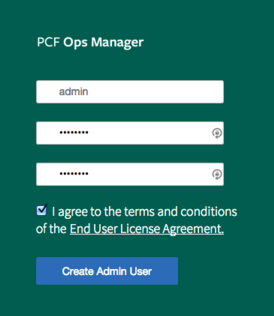 PCF Ops Manager
admin
••••••••
••••••••
I agree to the terms and conditions
of the End User License Agreement.
Create Admin User